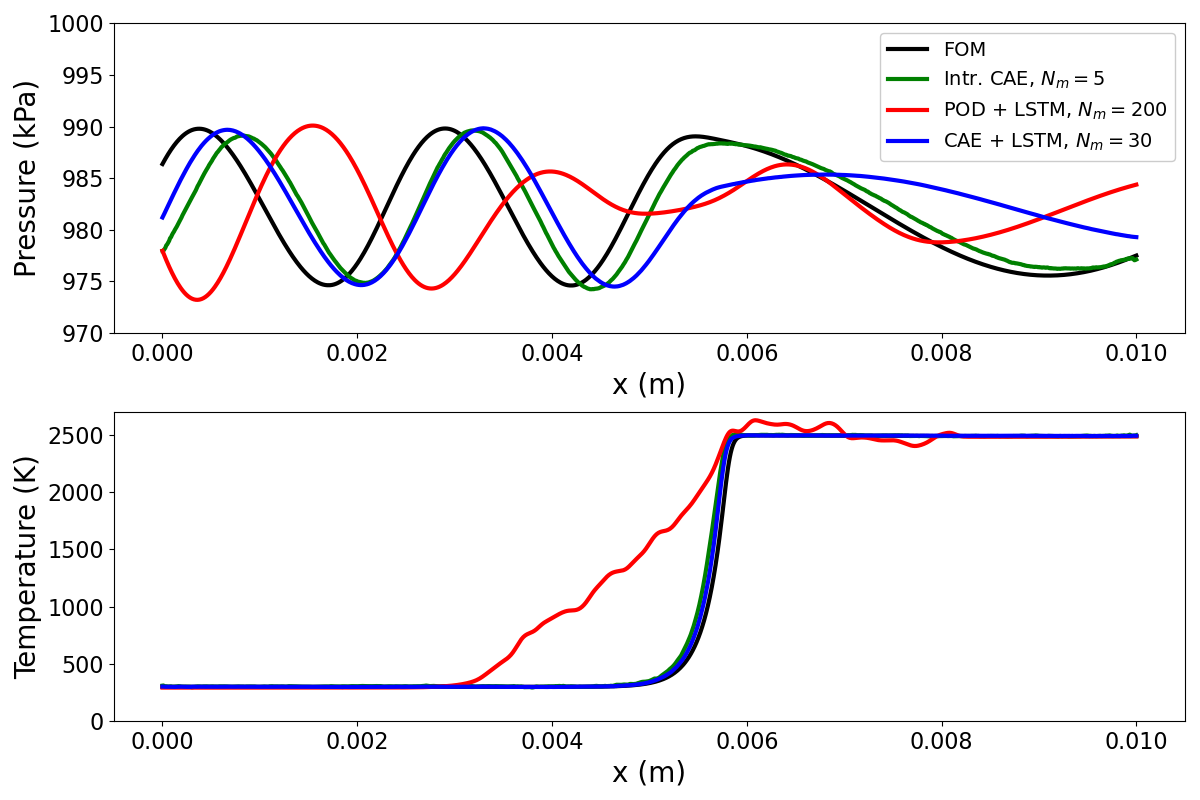 1000
995
990
985
980
975
970
Pressure (kPa)
FOM
Intr. CAE, $N_m = 5$
POD + LSTM, $N_m = 200$
CAE + LSTM, $N_m = 30$
0.000 0.002 0.004 0.006 0.008 0.010
x (m)
2500
2000
1500
1000
500
0
Temperature (K)
0.000 0.002 0.004 0.006 0.008 0.010
x (m)